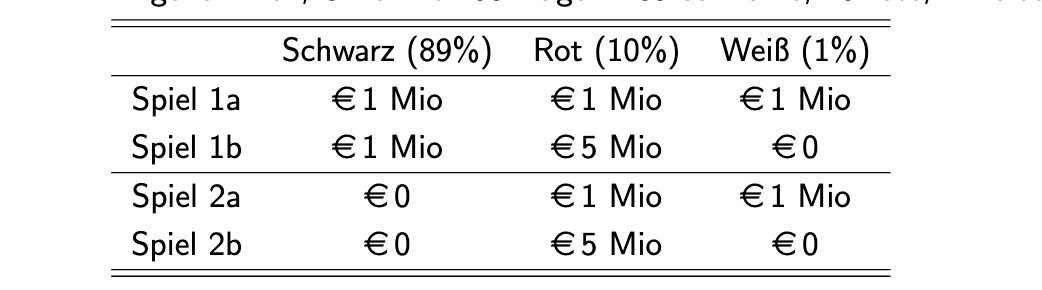 Schwarz (89%) Rot (10%) Weiß (1%)
Spiel 1a €1 Mio €1 Mio €1 Mio
Spiel 1b €1 Mio €5 Mio €0
Spiel 2a €0 €1 Mio €1 Mio
Spiel 2b €0 €5 Mio €0